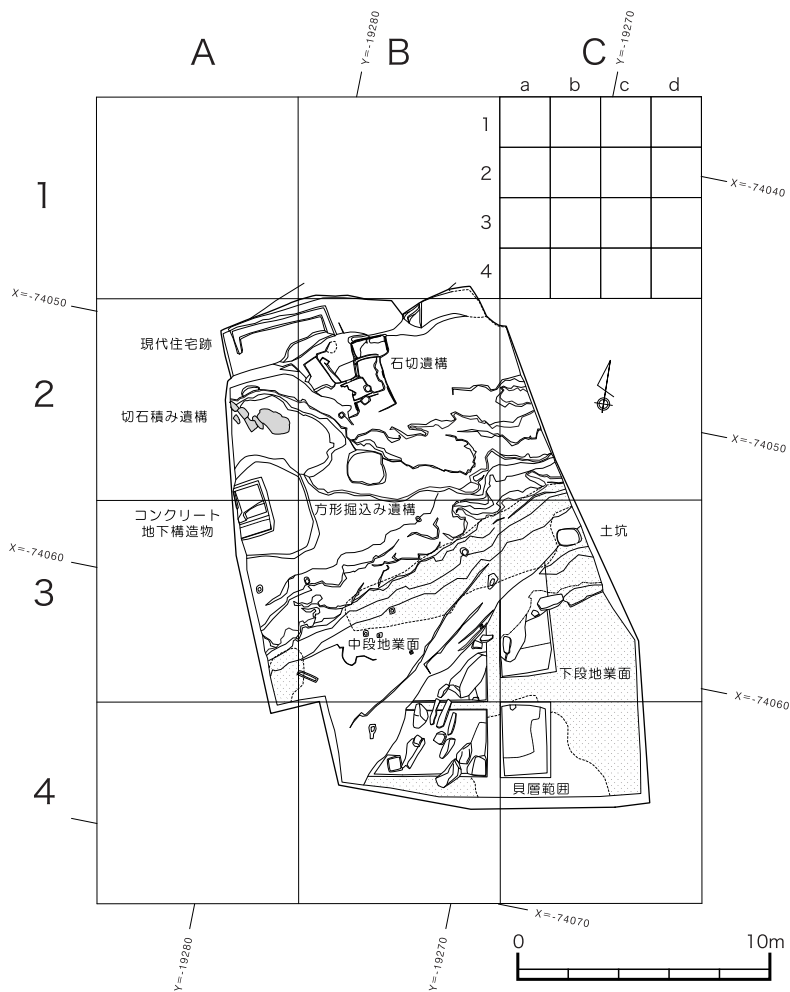 Y=-19280
Y=-19270
A
B
C
a
b
c
d
1
2
3
4
1
X=-74040
X=-74050
現代住宅跡
石切遺構
2
切石積み遺構
X=-74050
方形掘込み遺構
コンクリート
地下構造物
土坑
X=-74060
3
中段地業面
下段地業面
X=-74060
4
貝層範囲
X=-74070
Y=-19280
Y=-19270
0
10m